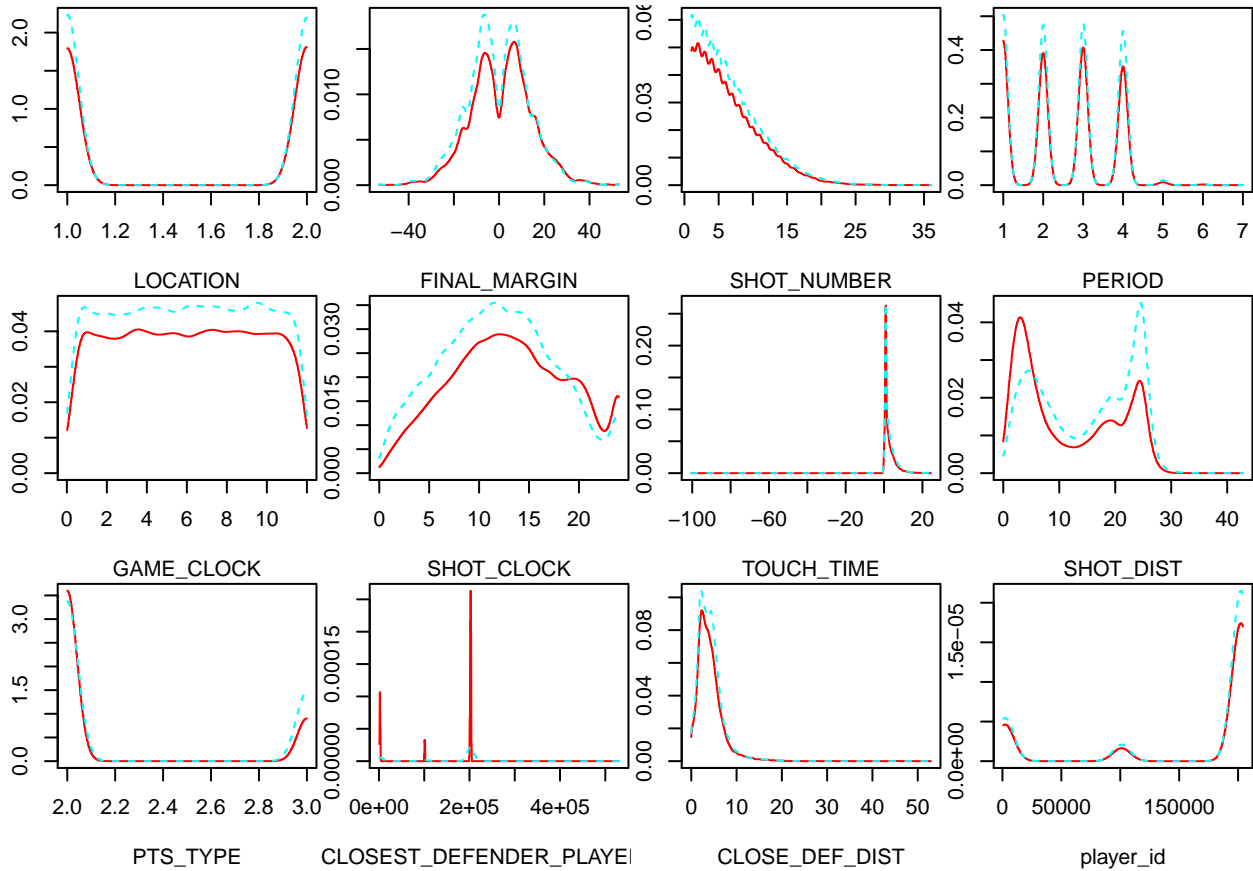 0.0 1.0 2.0
1.0 1.2 1.4 1.6 1.8 2.0
LOCATION
0.000 0.010
−40 0 20 40
FINAL_MARGIN
0.00 0.03 0.06
1 5 15 25 35
SHOT_NUMBER
0.0 0.2 0.4
1 2 3 4 5 6 7
PERIOD
0.00 0.02 0.04
0 2 4 6 8 10
GAME_CLOCK
0.000 0.015 0.030
0 5 10 15 20
SHOT_CLOCK
0.00 0.10 0.20
−100 −60 −20 20
TOUCH_TIME
0.00 0.02 0.04
0 10 20 30 40
SHOT_DIST
0.0 1.5 3.0
2.0 2.2 2.4 2.6 2.8 3.0
PTS_TYPE
0.00000 0.00015
0e+00 2e+05 4e+05
CLOSEST_DEFENDER_PLAYER
0.00 0.04 0.08
0 10 20 30 40 50
CLOSE_DEF_DIST
0.0e+00 1.5e−05
0 50000 150000
player_id